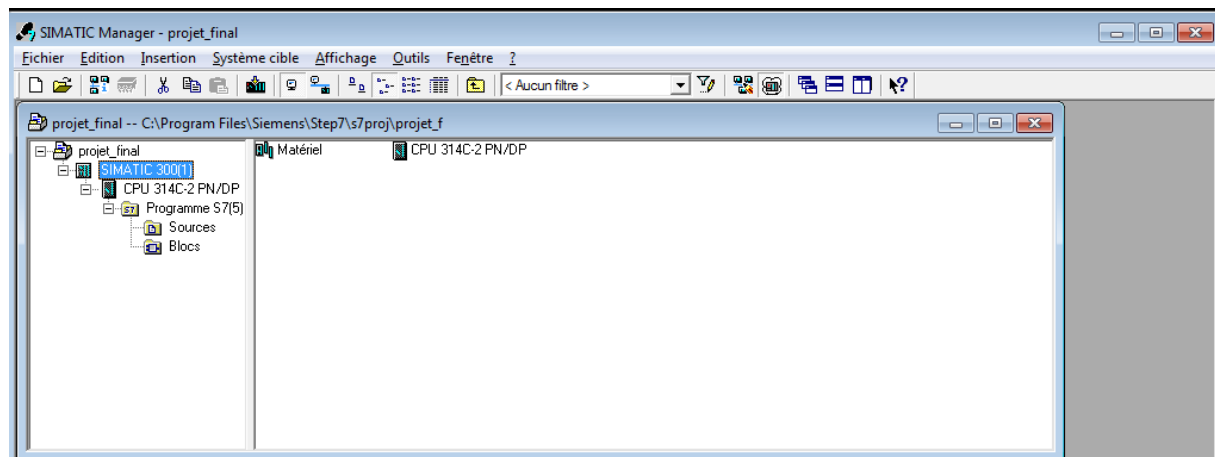 SIMATIC Manager - projet_final
Fichier Edition Insertion Système cible Affichage Outils Fenêtre ?
< Aucun filtre >
projet_final -- C:\Program Files\Siemens\Step7\s7proj\projet_f
projet_final
SIMATIC 300(1)
CPU 314C-2 PN/DP
Programme S7(5)
Sources
Blocs
Matériel CPU 314C-2 PN/DP